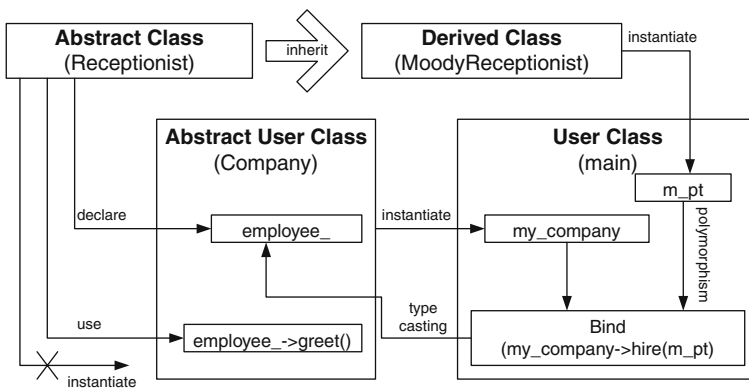 Abstract Class
(Receptionist)
inherit
Derived Class
(MoodyReceptionist)
instantiate
Abstract User Class
(Company)
User Class
(main)
m_pt
declare
employee_
instantiate
my_company
polymorphism
type
casting
use
employee_->greet()
Bind
(my_company->hire(m_pt)
instantiate